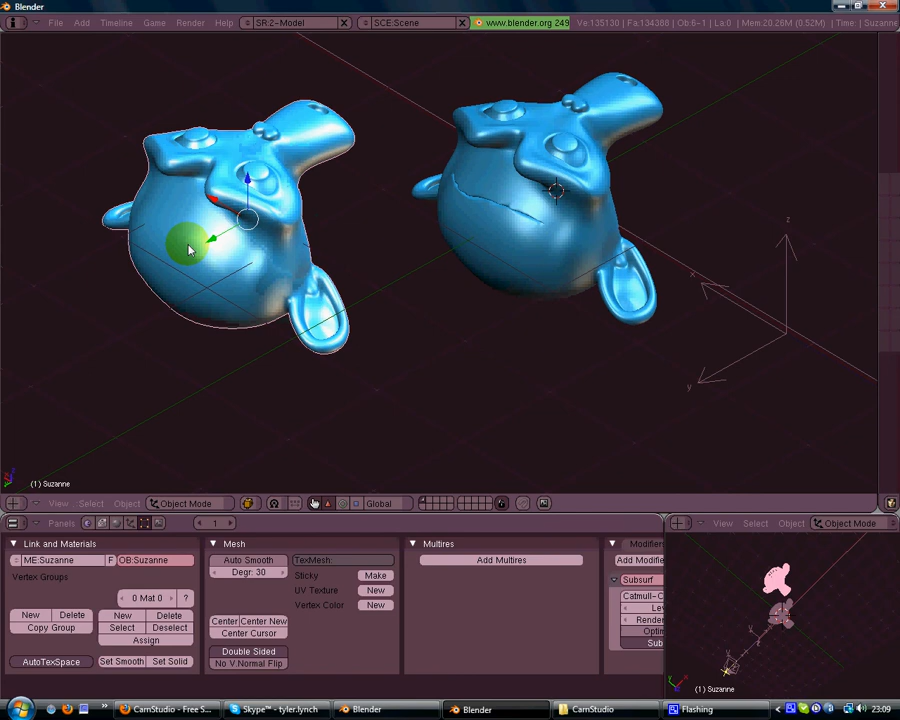 Blender
File Add Timeline Game Render Help SR:2-Model SCE:Scene www.blender.org 249 Ve:135130 | Fa:134388 | Ob:6-1 | La:0 | Mem:20.28M (0.52M) | Time: | Suzanne
z
x
y
(1) Suzanne
View Select Object Object Mode Global
Panels 1 View Select Object Object Mode
Link and Materials Mesh Multires Modifiers
ME:Suzanne F OB:Suzanne Auto Smooth TexMesh: Add Multires Add Modifie
Vertex Groups Degr: 30 Sticky Make Subsurf
UV Texture New Catmull-C
0 Mat 0 ? Vertex Color New Lev
New Delete New Delete Center Center New Render
Copy Group Select Deselect Center Cursor Optim
Assign Double Sided Sub
AutoTexSpace Set Smooth Set Solid No V.Normal Flip
(1) Suzanne
CamStudio - Free S... Skype™ - tyler.lynch Blender Blender CamStudio Flashing 23:09